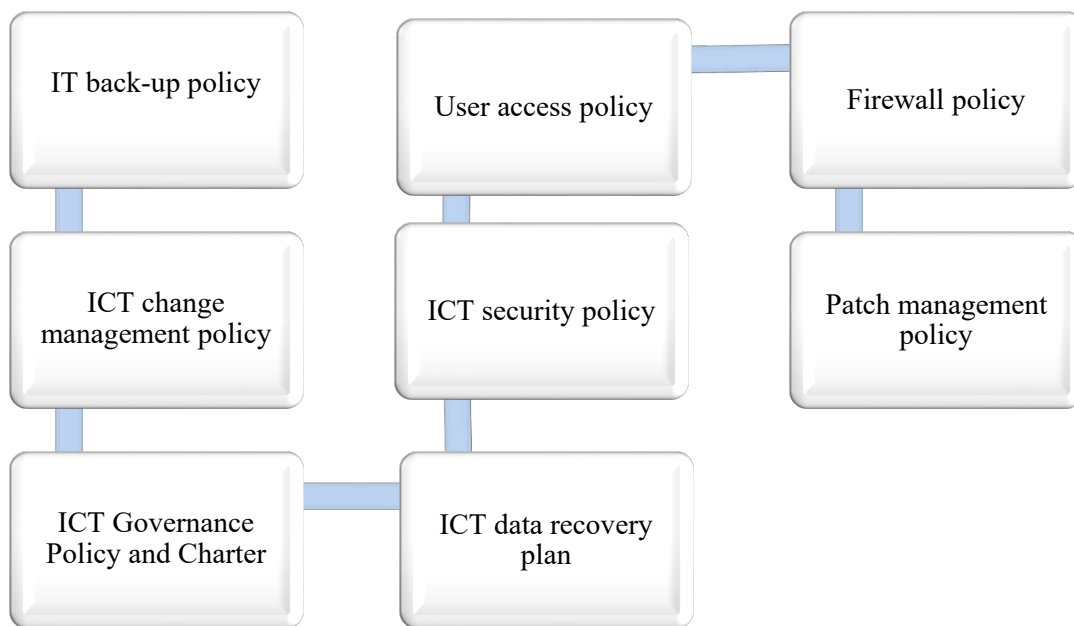 IT back-up policy
ICT change
management policy
ICT Governance
Policy and Charter
ICT data recovery
plan
ICT security policy
User access policy
Firewall policy
Patch management
policy